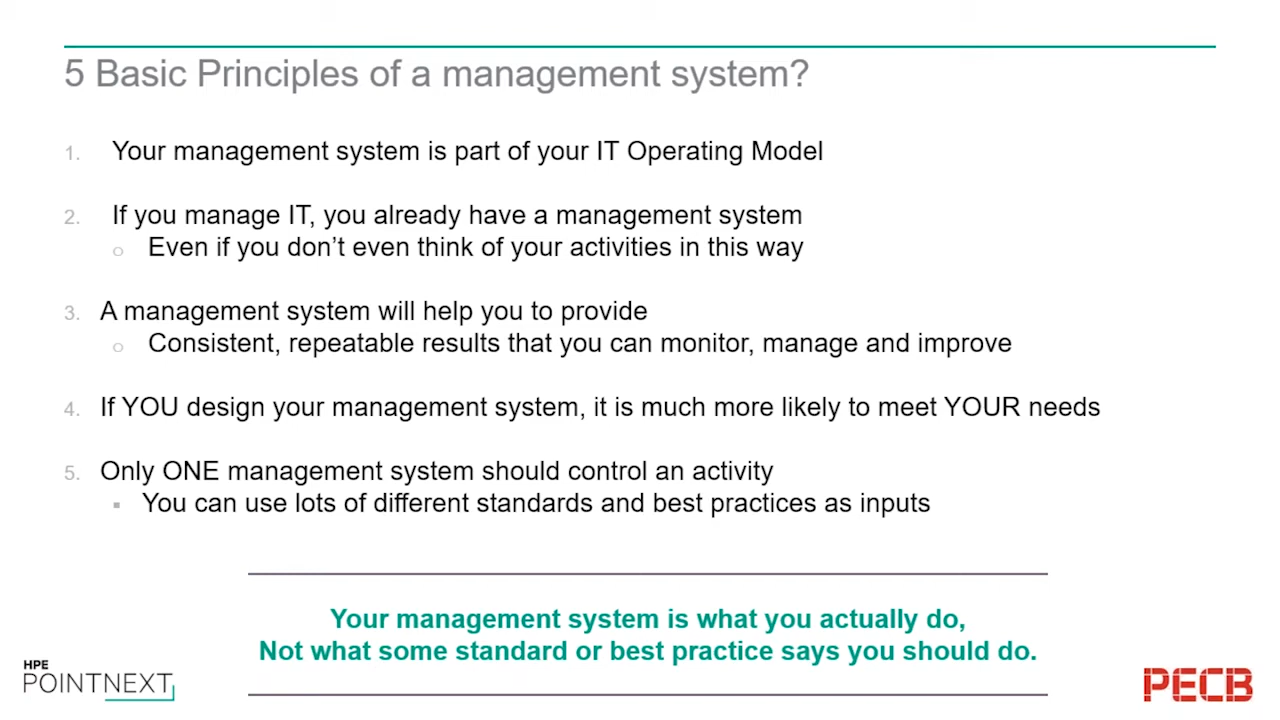 5 Basic Principles of a management system?
1. Your management system is part of your IT Operating Model
2. If you manage IT, you already have a management system
o Even if you don’t even think of your activities in this way
3. A management system will help you to provide
o Consistent, repeatable results that you can monitor, manage and improve
4. If YOU design your management system, it is much more likely to meet YOUR needs
5. Only ONE management system should control an activity
▪ You can use lots of different standards and best practices as inputs
Your management system is what you actually do,
Not what some standard or best practice says you should do.
HPE
POINTNEXT
PECB